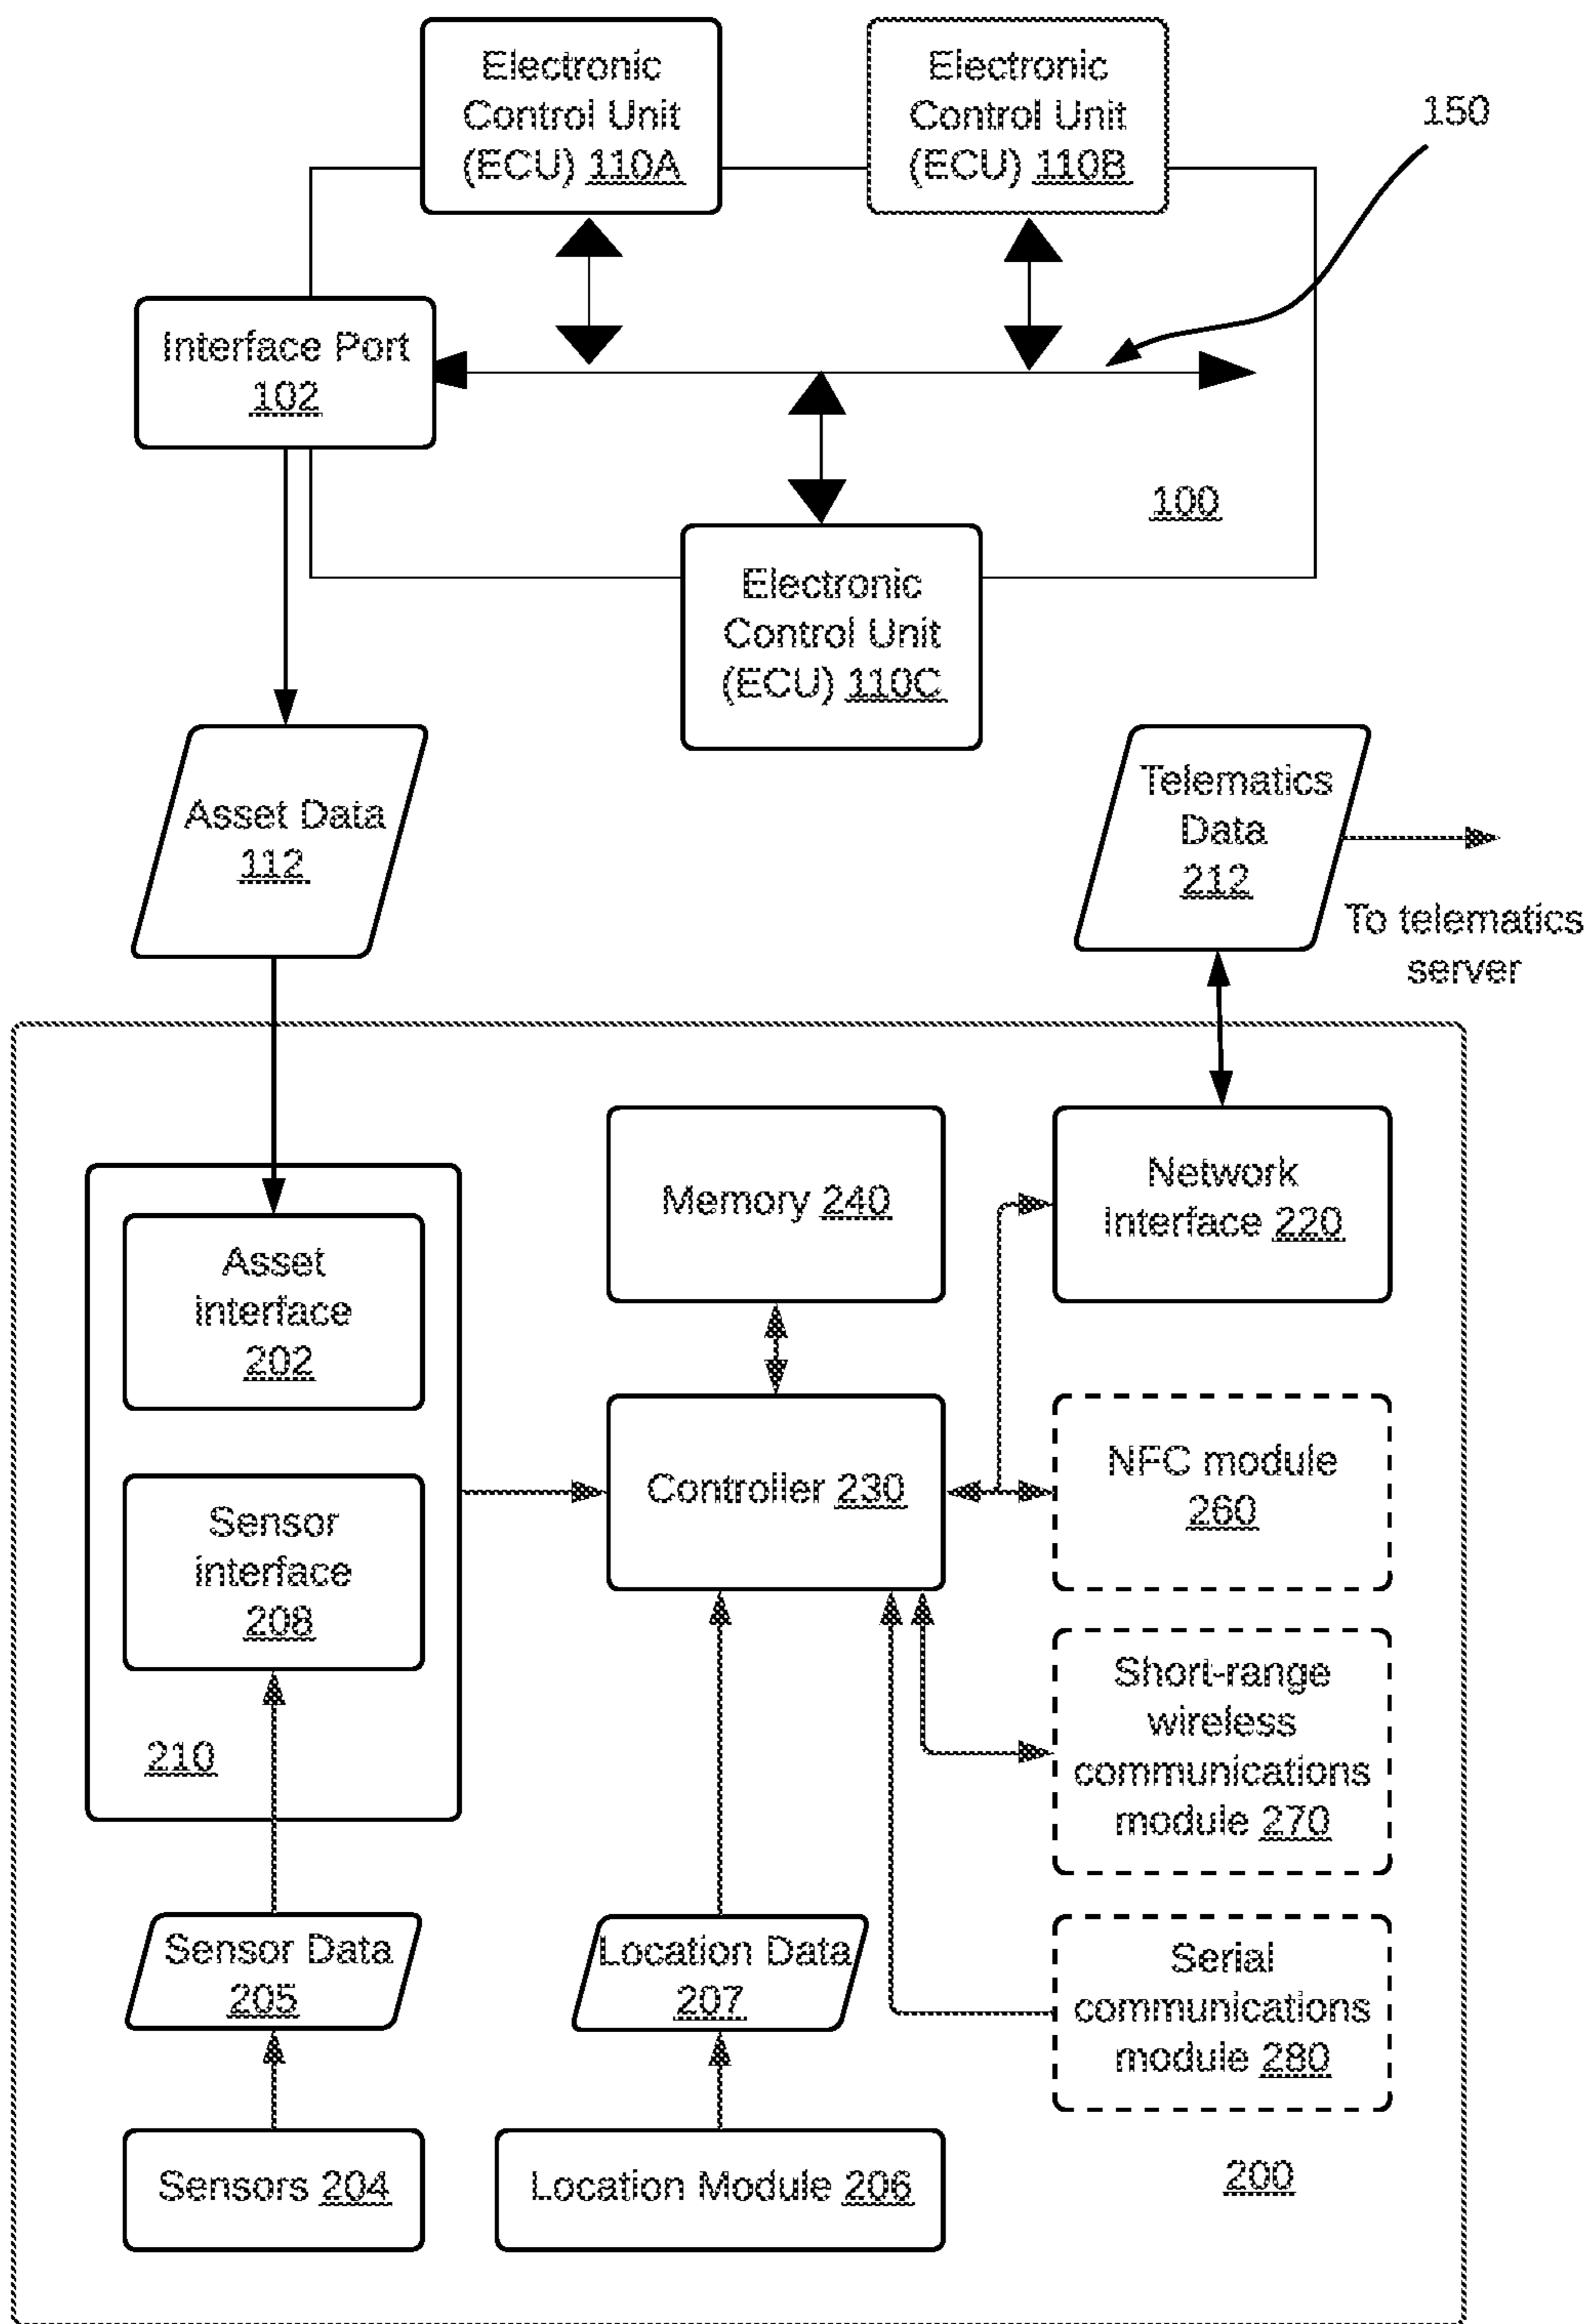 Electronic
Control Unit
(ECU) 110A
Electronic
Control Unit
(ECU) 110B
150
Interface Port
102
100
Electronic
Control Unit
(ECU) 110C
Asset Data
112
Telematics
Data
212
To telematics
server
Memory 240
Network
Interface 220
Asset
interface
202
Controller 230
NFC module
260
Sensor
interface
208
210
Short-range
wireless
communications
module 270
Sensor Data
205
Location Data
207
Serial
communications
module 280
Sensors 204
Location Module 206
200